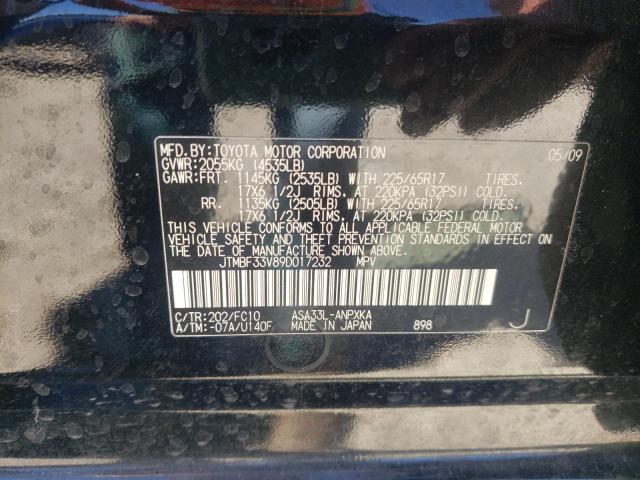 MFD.BY:TOYOTA MOTOR CORPORATION 05/09
GVWR:2055KG (4535LB)
GAWR:FRT. 1145KG (2535LB) WITH 225/65R17 TIRES.
17X6 1/2J RIMS. AT 220KPA (32PSI) COLD.
RR. 1135KG (2505LB) WITH 225/65R17 TIRES.
17X6 1/2J RIMS, AT 220KPA (32PSI) COLD.
THIS VEHICLE CONFORMS TO ALL APPLICABLE FEDERAL MOTOR
VEHICLE SAFETY AND THEFT PREVENTION STANDARDS IN EFFECT ON
THE DATE OF MANUFACTURE SHOWN ABOVE.
JTMBF33V89D017232 MPV
C/TR:202/FC10 ASA33L-ANPXKA
A/TM:-07A/U140F MADE IN JAPAN 898 J